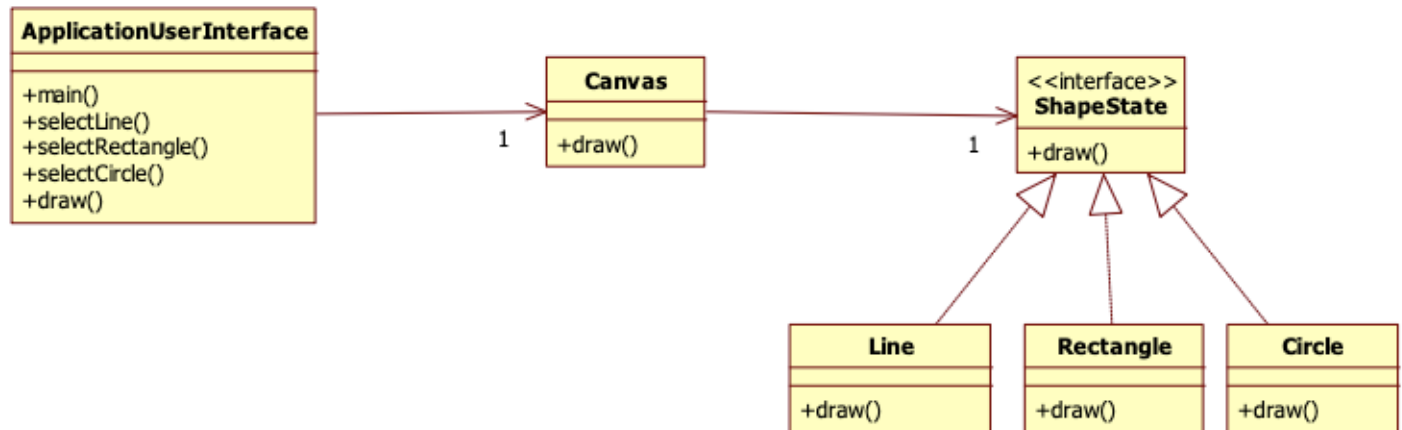 ApplicationUserInterface
+main()
+selectLine()
+selectRectangle()
+selectCircle()
+draw()
1
Canvas
+draw()
1
<<interface>>
ShapeState
+draw()
Line
+draw()
Rectangle
+draw()
Circle
+draw()